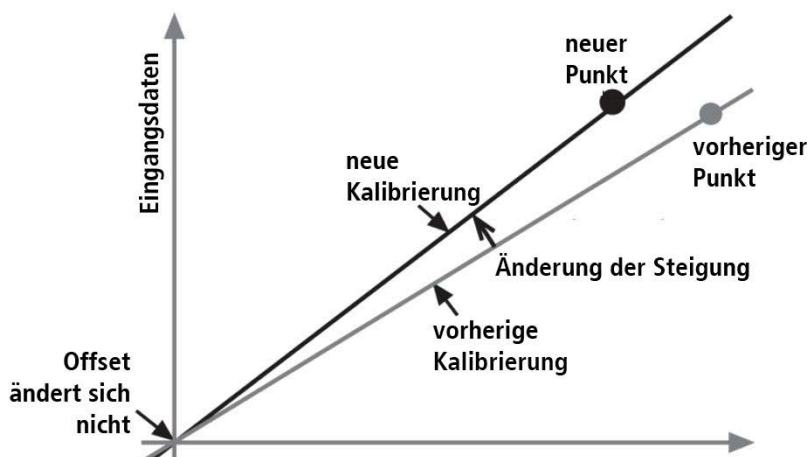 neuer
Punkt
Eingangsdaten
vorheriger
Punkt
neue
Kalibrierung
Änderung der Steigung
vorherige
Kalibrierung
Offset
ändert sich
nicht